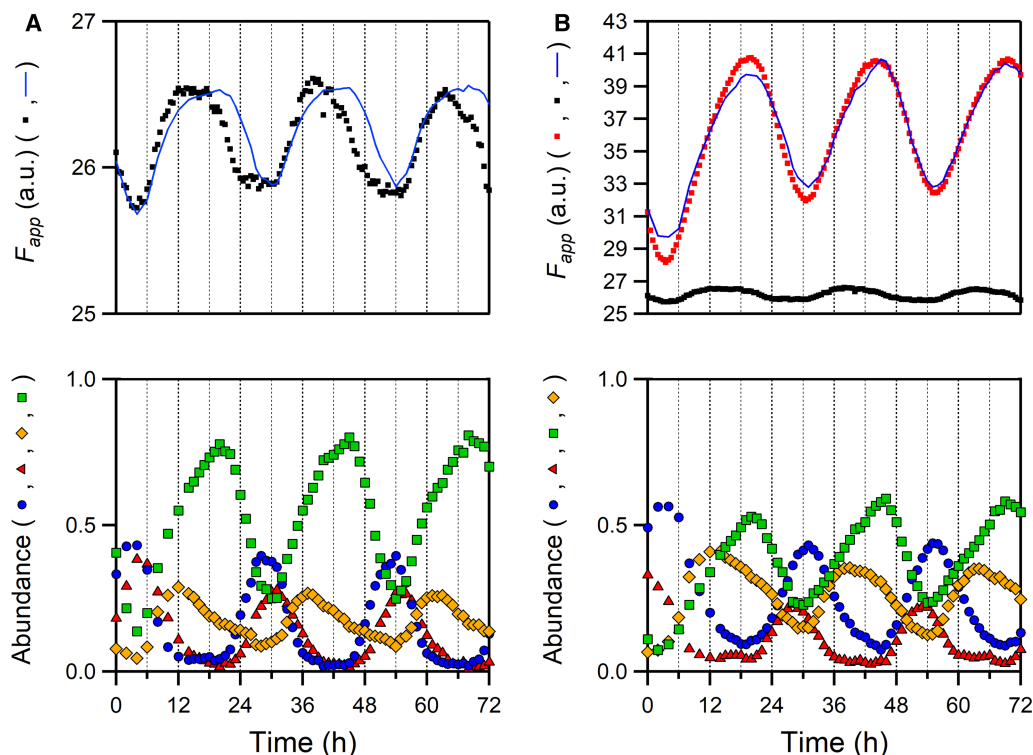 A
27
26
25
F_app (a.u.) ( , )
B
43
41
39
37
35
33
31
29
27
25
F_app (a.u.) ( , , )
1.0
0.5
0.0
Abundance ( , , , )
0 12 24 36 48 60 72
Time (h)
1.0
0.5
0.0
Abundance ( , , , )
0 12 24 36 48 60 72
Time (h)